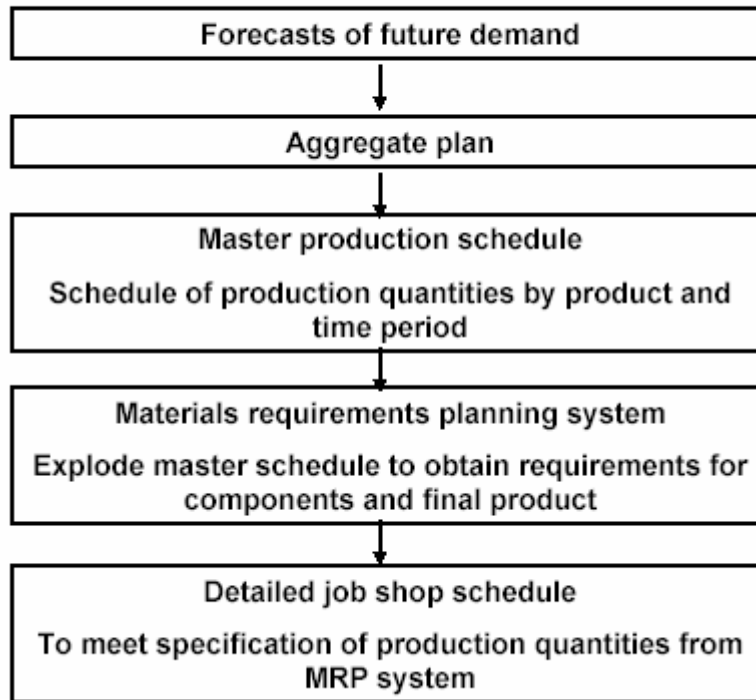 Forecasts of future demand
Aggregate plan
Master production schedule
Schedule of production quantities by product and
time period
Materials requirements planning system
Explode master schedule to obtain requirements for
components and final product
Detailed job shop schedule
To meet specification of production quantities from
MRP system